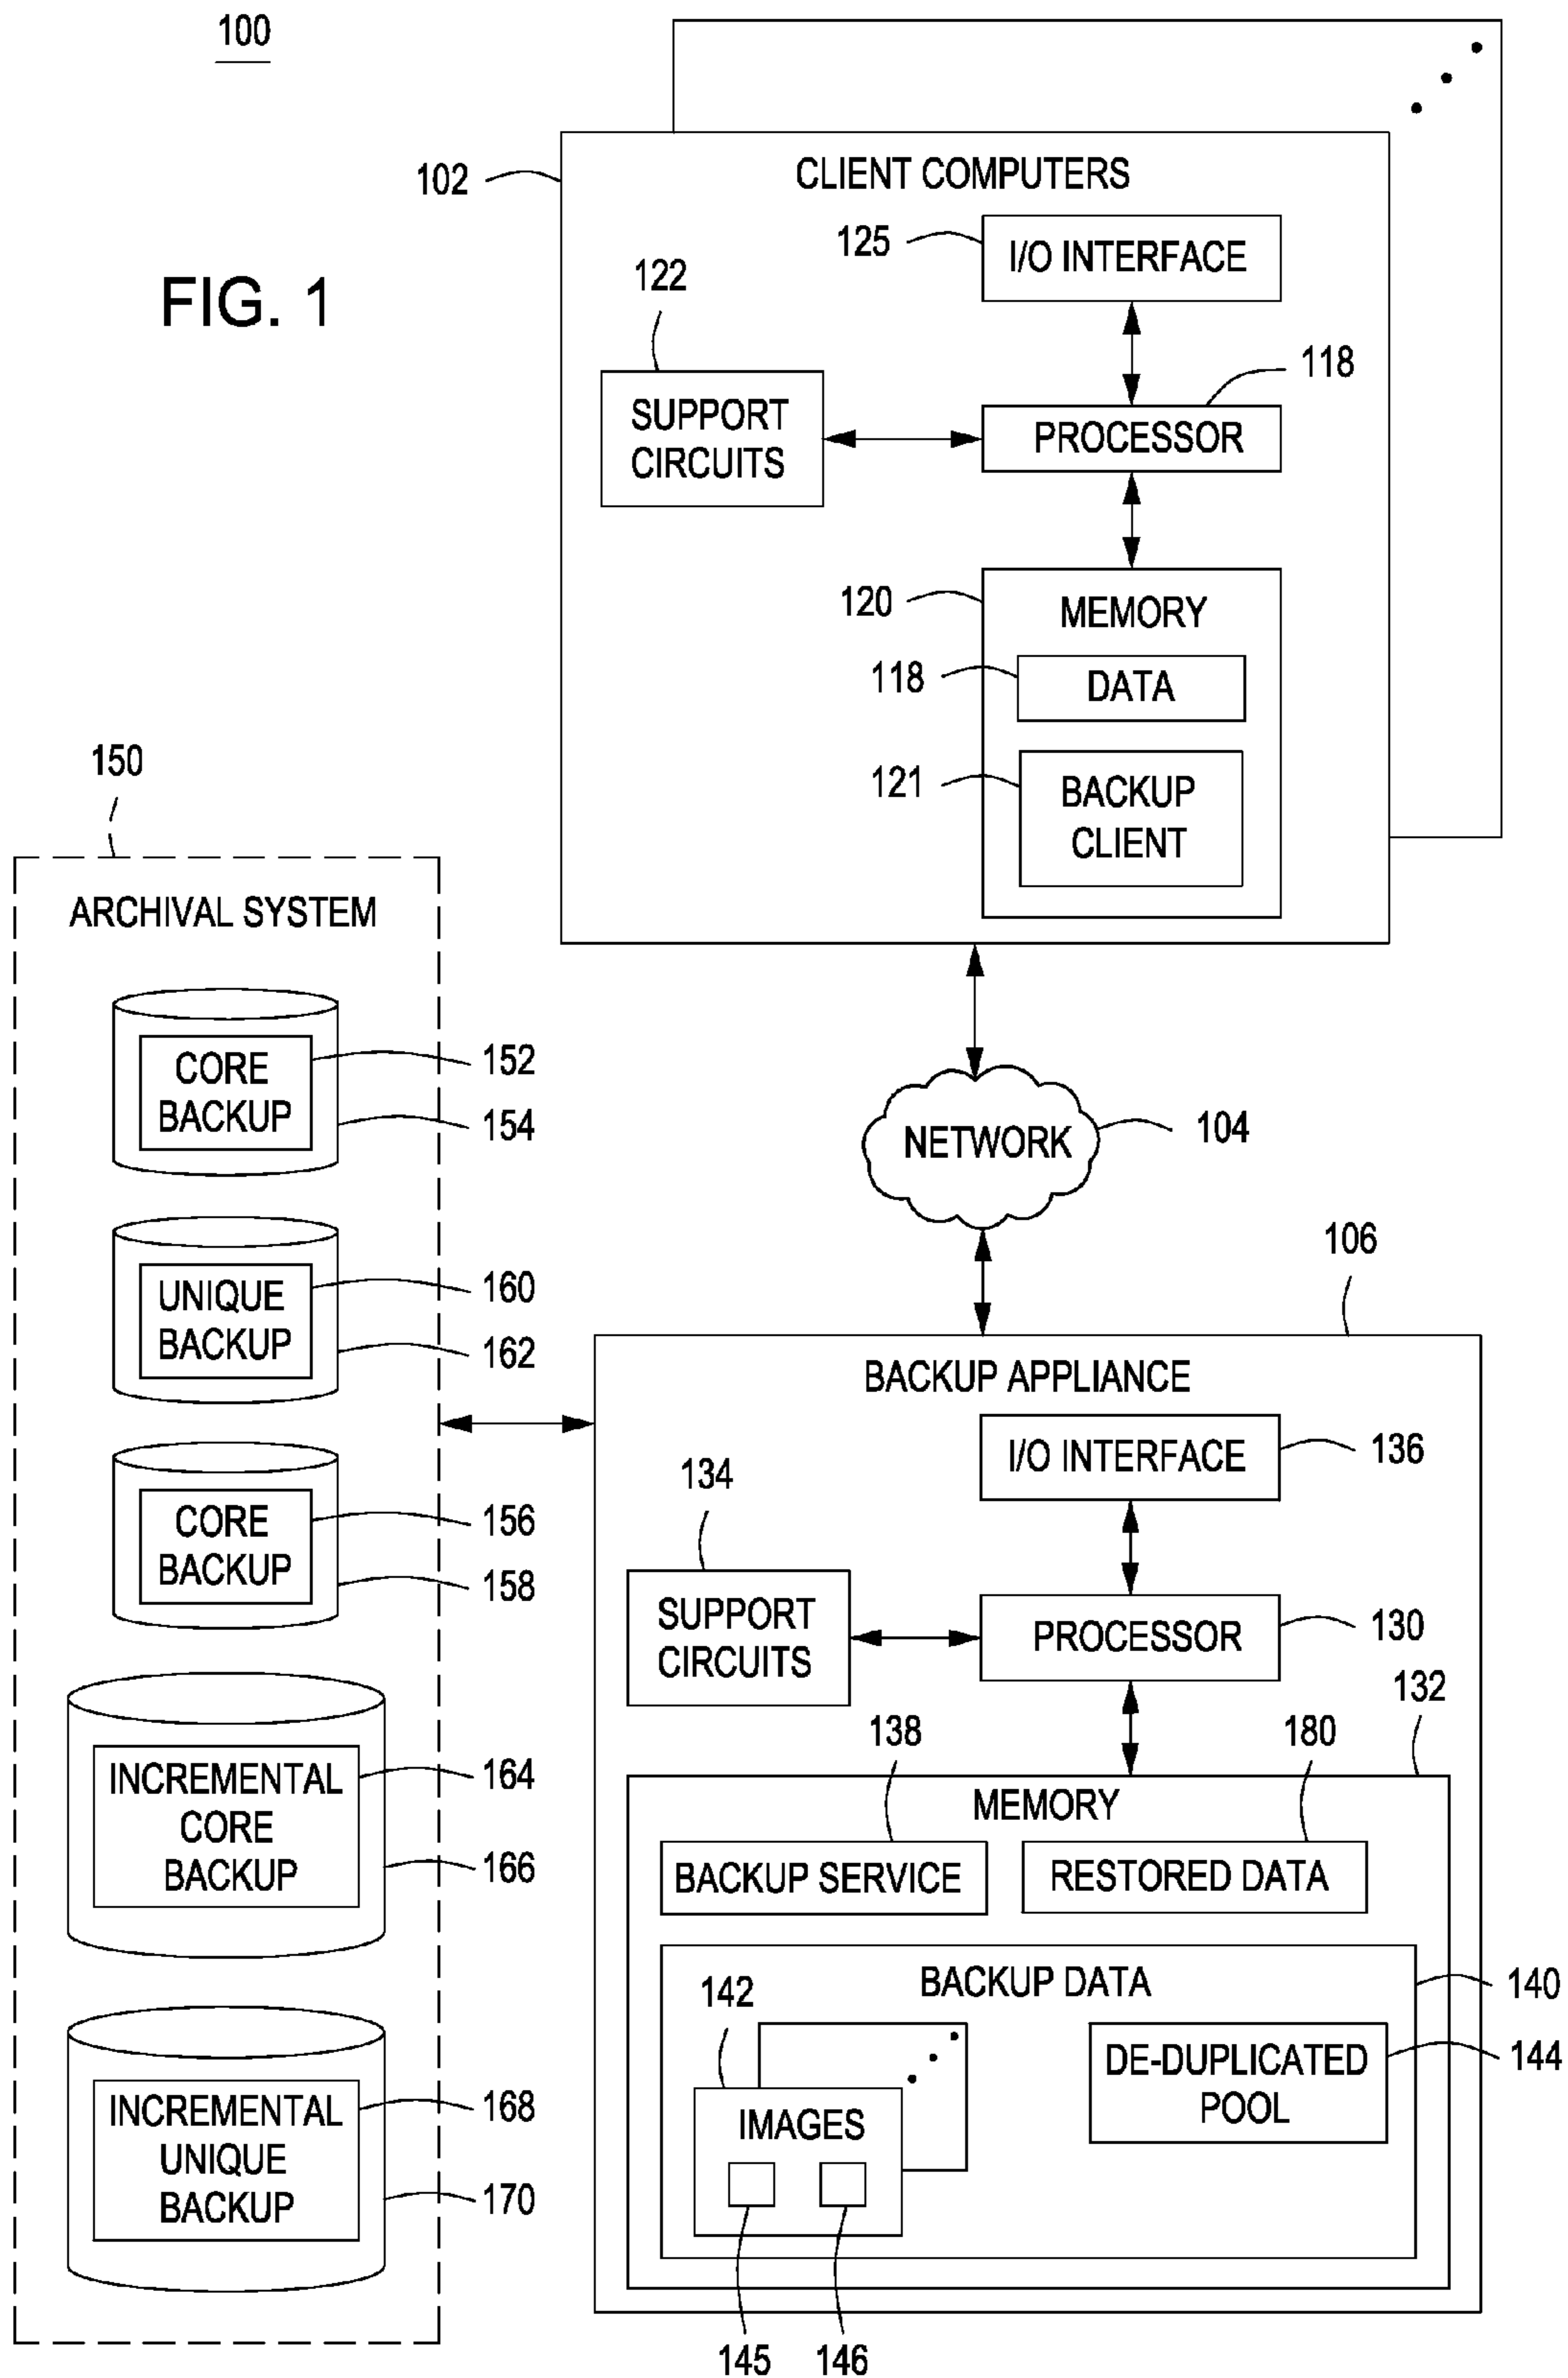 100
FIG. 1
102
CLIENT COMPUTERS
125
I/O INTERFACE
122
SUPPORT
CIRCUITS
118
PROCESSOR
120
MEMORY
118
DATA
121
BACKUP
CLIENT
104
NETWORK
150
ARCHIVAL SYSTEM
CORE
BACKUP
152
154
UNIQUE
BACKUP
160
162
CORE
BACKUP
156
158
INCREMENTAL
CORE
BACKUP
164
166
INCREMENTAL
UNIQUE
BACKUP
168
170
106
BACKUP APPLIANCE
I/O INTERFACE
136
134
SUPPORT
CIRCUITS
PROCESSOR
130
132
138
180
MEMORY
BACKUP SERVICE
RESTORED DATA
BACKUP DATA
140
142
IMAGES
DE-DUPLICATED
POOL
144
145
146